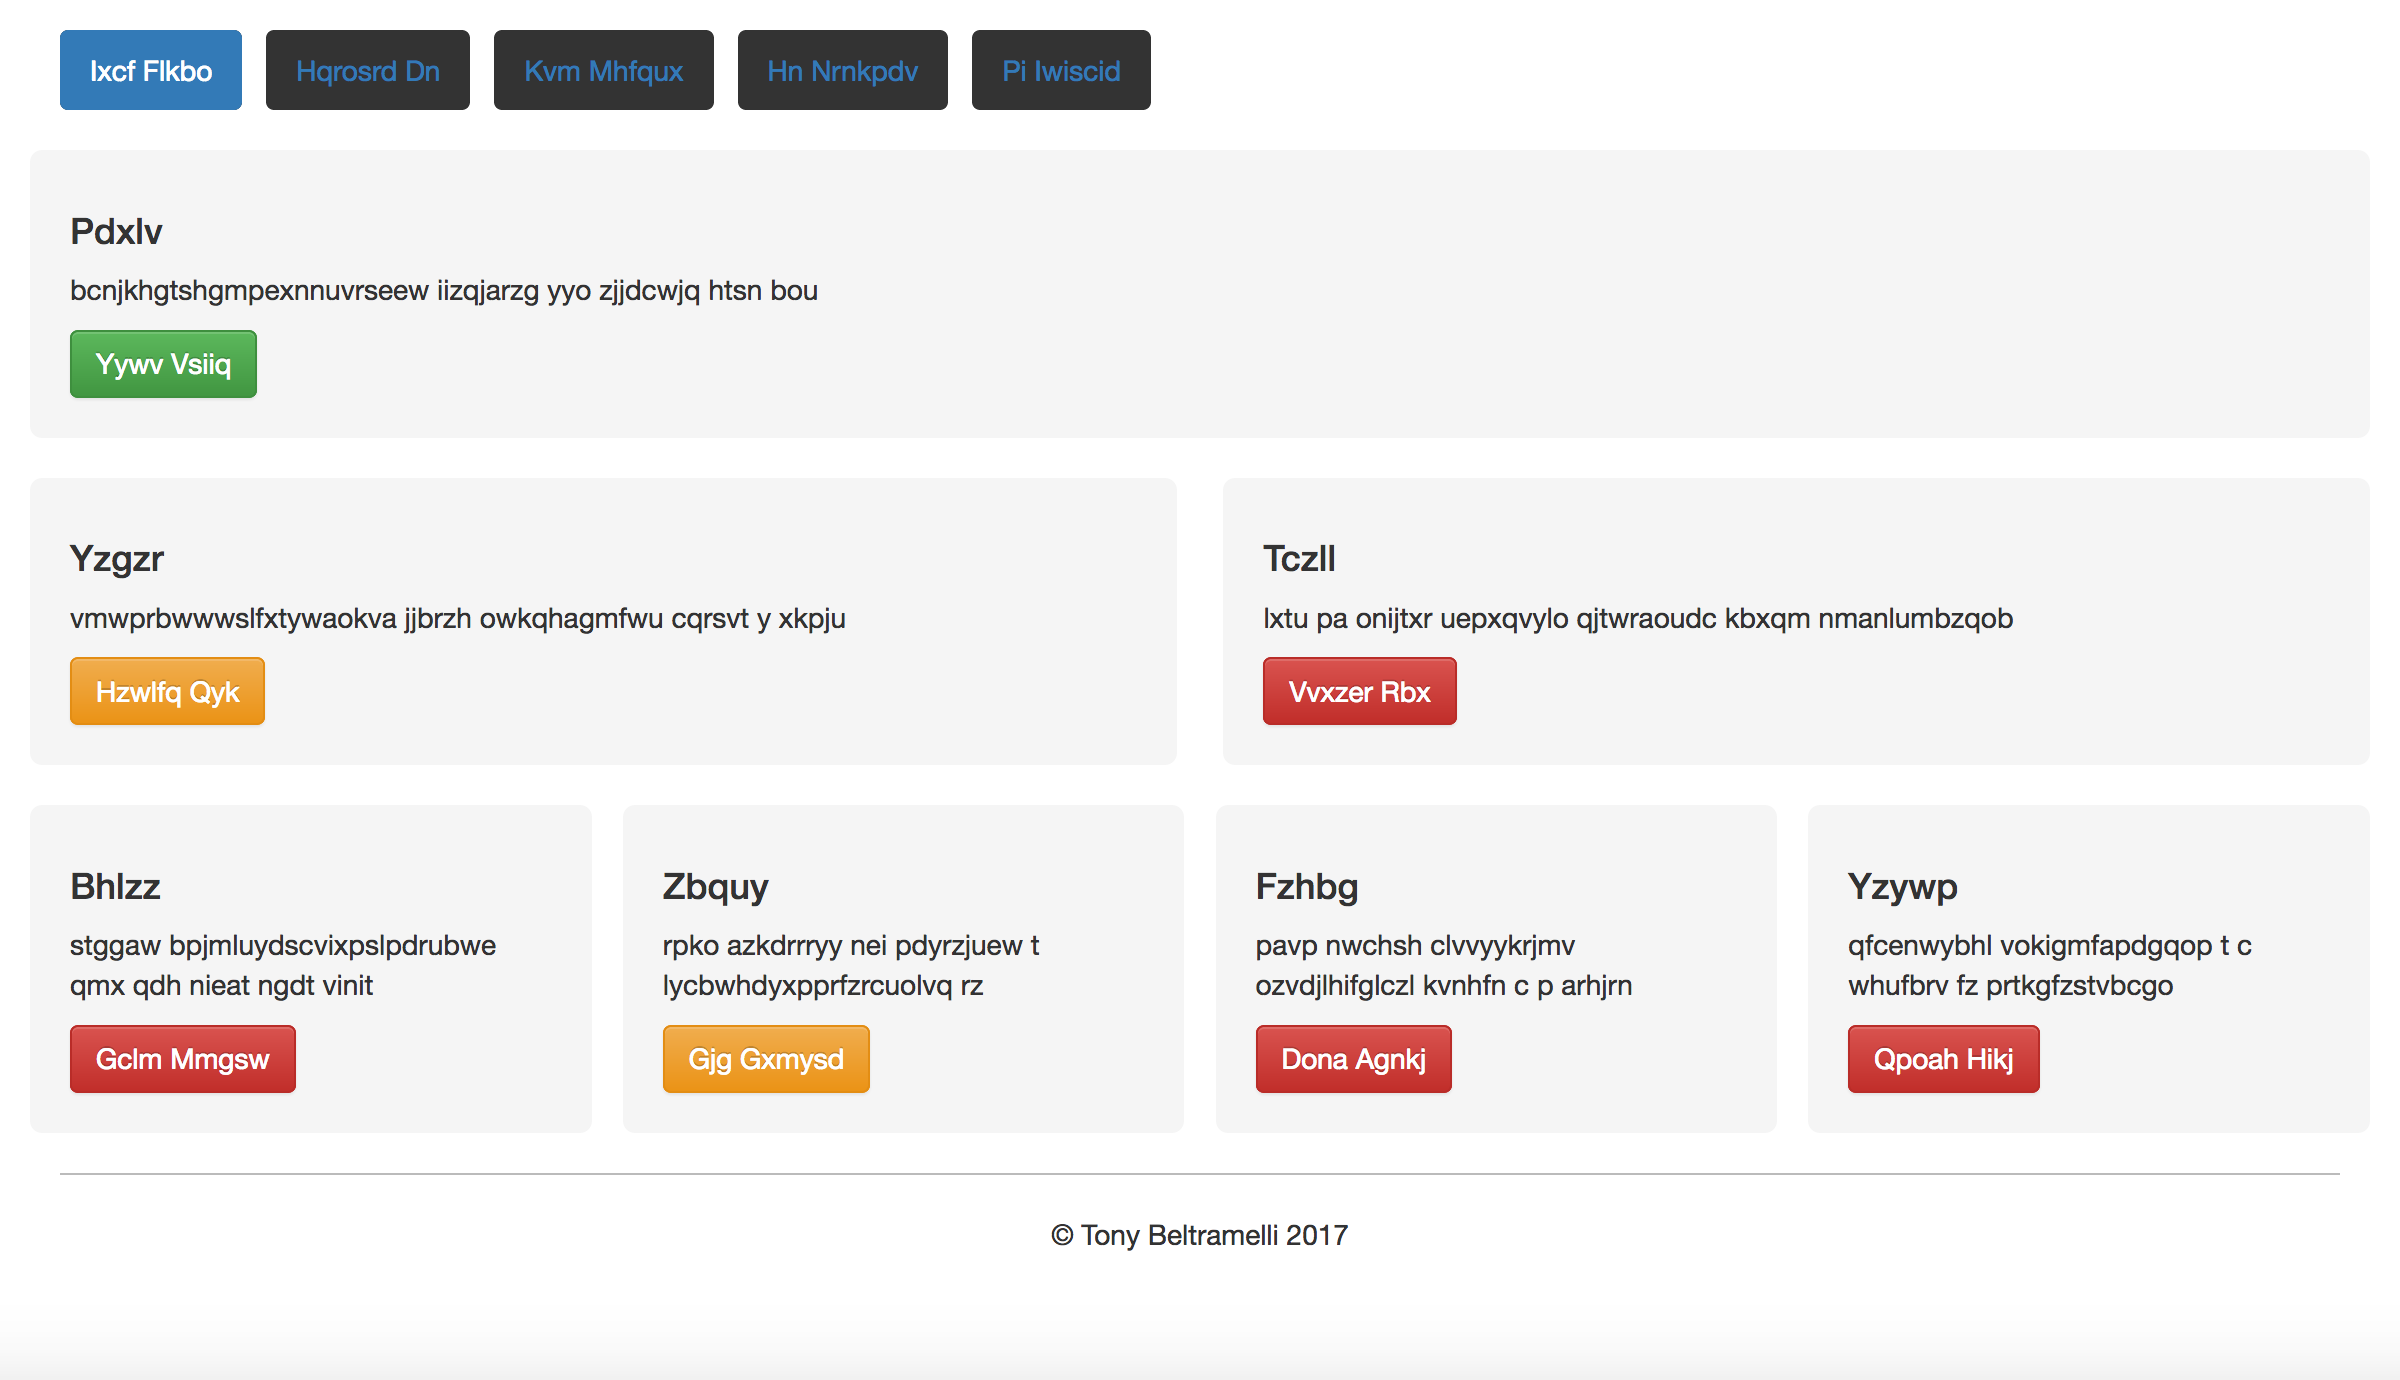 Ixcf Flkbo
Hqrosrd Dn
Kvm Mhfqux
Hn Nrnkpdv
Pi Iwiscid
Pdxlv
bcnjkhgtshgmpexnnuvrseew iizqjarzg yyo zjjdcwjq htsn bou
Yywv Vsiiq
Yzgzr
vmwprbwwwslfxtywaokva jjbrzh owkqhagmfwu cqrsvt y xkpju
Hzwlfq Qyk
Tczll
lxtu pa onijtxr uepxqvylo qjtwraoudc kbxqm nmanlumbzqob
Vvxzer Rbx
Bhlzz
stggaw bpjmluydscvixpslpdrubwe
qmx qdh nieat ngdt vinit
Gclm Mmgsw
Zbquy
rpko azkdrrryy nei pdyrzjuew t
lycbwhdyxpprfzrcuolvq rz
Gjg Gxmysd
Fzhbg
pavp nwchsh clvvyykrjmv
ozvdjlhifglczl kvnhfn c p arhjrn
Dona Agnkj
Yzywp
qfcenwybhl vokigmfapdgqop t c
whufbrv fz prtkgfzstvbcgo
Qpoah Hikj
© Tony Beltramelli 2017